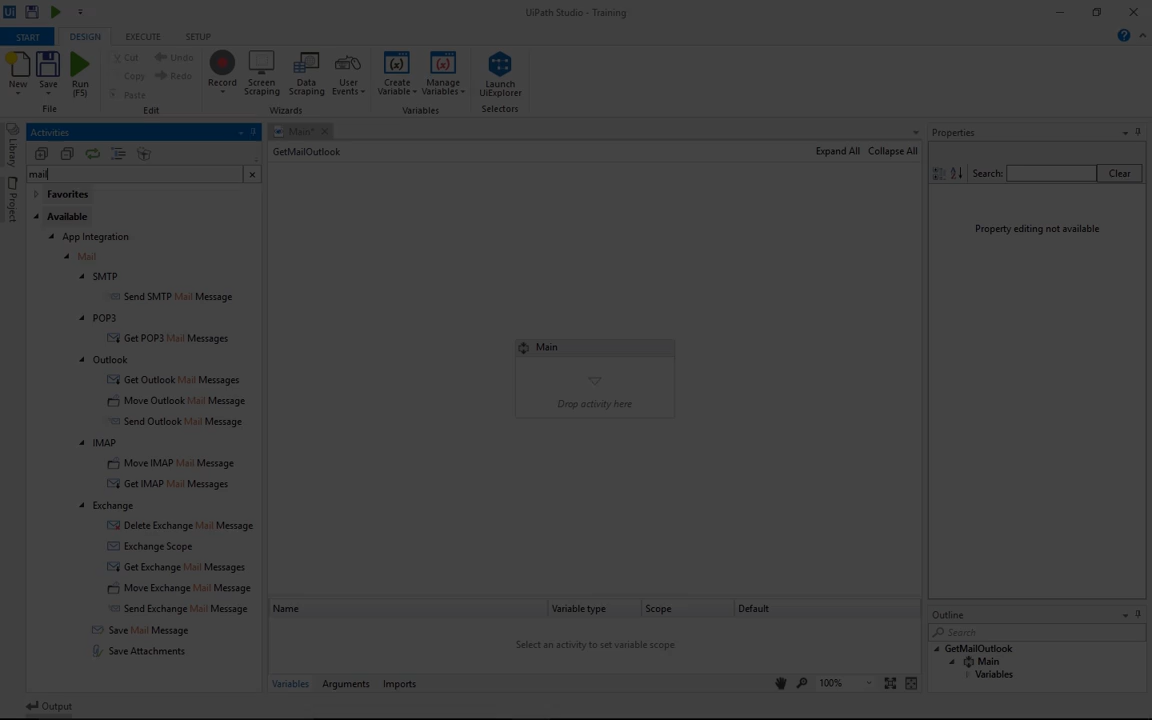 UiPath Studio - Training
START DESIGN EXECUTE SETUP
New Save Run (F5)
File
Cut Undo
Copy Redo
Paste
Edit
Record Screen Scraping Data Scraping User Events
Wizards
Create Variable Manage Variables
Variables
Launch UiExplorer
Selectors
Library
Project
Activities
mail
Favorites
Available
App Integration
Mail
SMTP
Send SMTP Mail Message
POP3
Get POP3 Mail Messages
Outlook
Get Outlook Mail Messages
Move Outlook Mail Message
Send Outlook Mail Message
IMAP
Move IMAP Mail Message
Get IMAP Mail Messages
Exchange
Delete Exchange Mail Message
Exchange Scope
Get Exchange Mail Messages
Move Exchange Mail Message
Send Exchange Mail Message
Save Mail Message
Save Attachments
Main*
GetMailOutlook Expand All Collapse All
Main
Drop activity here
Name Variable type Scope Default
Select an activity to set variable scope
Variables Arguments Imports 100%
Properties
Search: Clear
Property editing not available
Outline
Search
GetMailOutlook
Main
Variables
Output